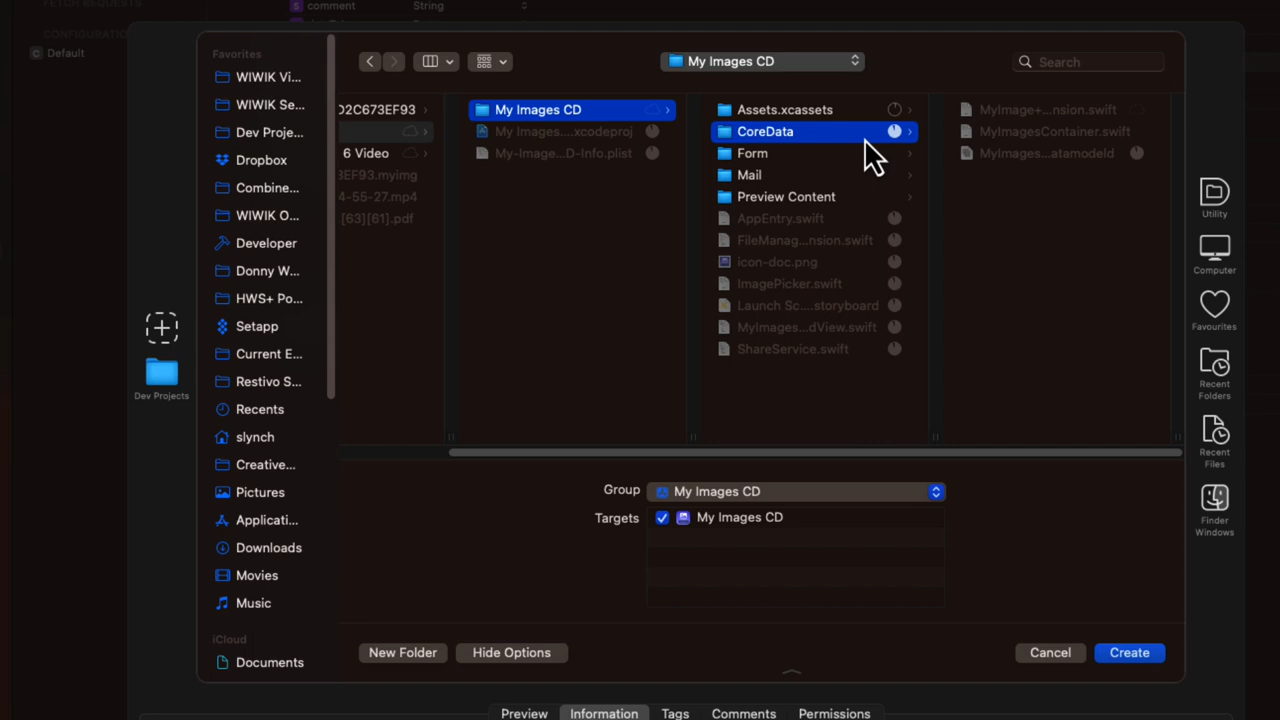 FETCH REQUESTS
S comment String
CONFIGURATIO
C Default
Favorites
WIWIK Vi...
WIWIK Se...
Dev Proje...
Dropbox
Combine...
WIWIK O...
Developer
Donny W...
HWS+ Po...
Setapp
Current E...
Restivo S...
Recents
slynch
Creative...
Pictures
Applicati...
Downloads
Movies
Music
iCloud
Documents
My Images CD
Search
D2C673EF93
6 Video
3EF93.myimg
4-55-27.mp4
[63][61].pdf
My Images CD
My Images....xcodeproj
My-Image...D-Info.plist
Assets.xcassets
CoreData
Form
Mail
Preview Content
AppEntry.swift
FileManag...nsion.swift
icon-doc.png
ImagePicker.swift
Launch Sc....storyboard
MyImages...dView.swift
ShareService.swift
MyImage+...nsion.swift
MyImagesContainer.swift
MyImages...atamodeld
Dev Projects
Utility
Computer
Favourites
Recent
Folders
Recent
Files
Finder
Windows
Group My Images CD
Targets My Images CD
New Folder Hide Options Cancel Create
Preview Information Tags Comments Permissions